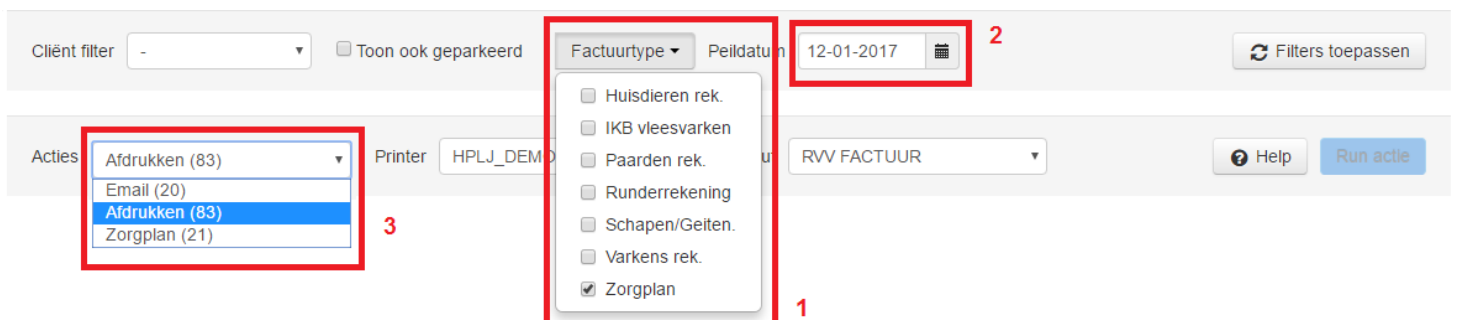 Cliënt filter - Toon ook geparkeerd Factuurtype Peildatum 12-01-2017 2 Filters toepassen
Huisdieren rek.
IKB vleesvarken
Acties Afdrukken (83) Printer HPLJ_DEMO Paarden rek. RVV FACTUUR Help Run actie
Email (20) Runderrekening
Afdrukken (83) 3 Schapen/Geiten.
Zorgplan (21) Varkens rek.
Zorgplan
1